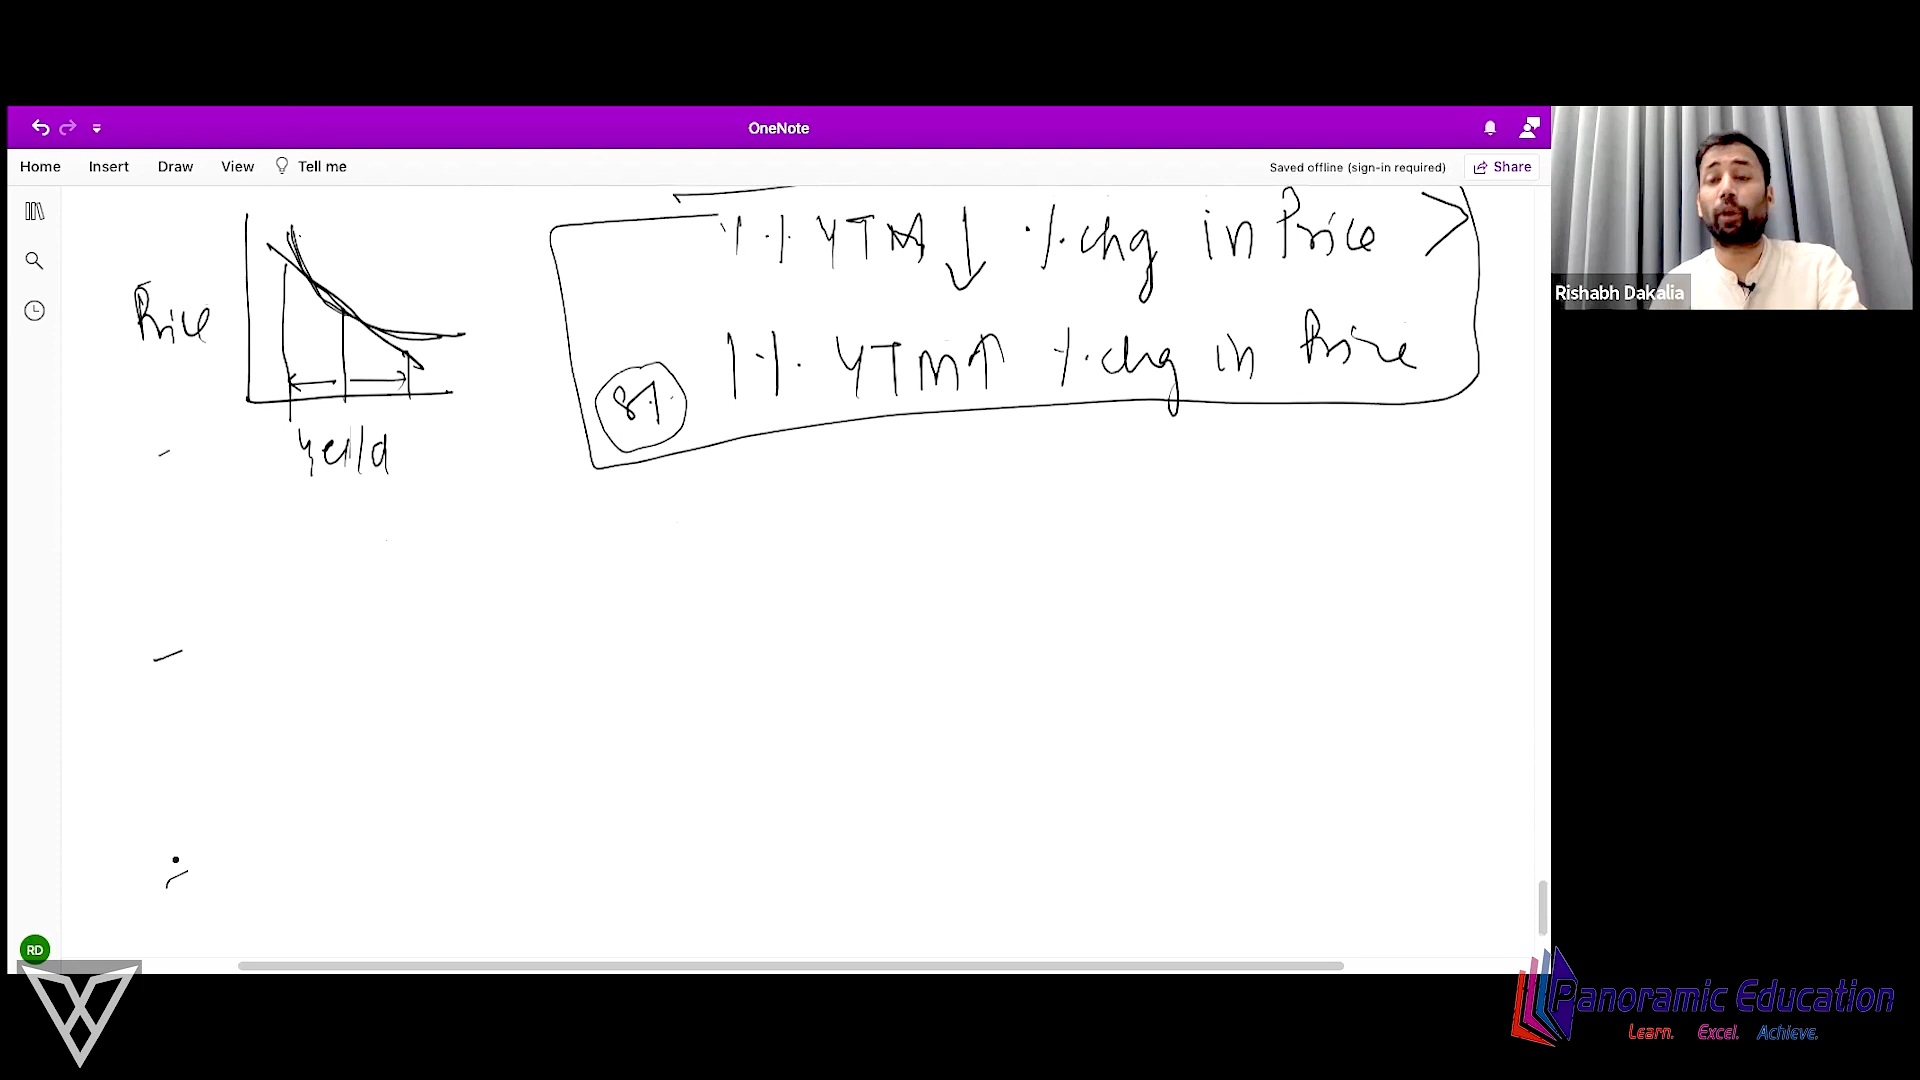 OneNote
Home Insert Draw View Tell me
Saved offline (sign-in required) Share
1% YTM ↓ % chg in Price >
1% YTM ↑ % chg in Price
8%
Price
Yeild
Rishabh Dakalia
RD
Panoramic Education
Learn. Excel. Achieve.